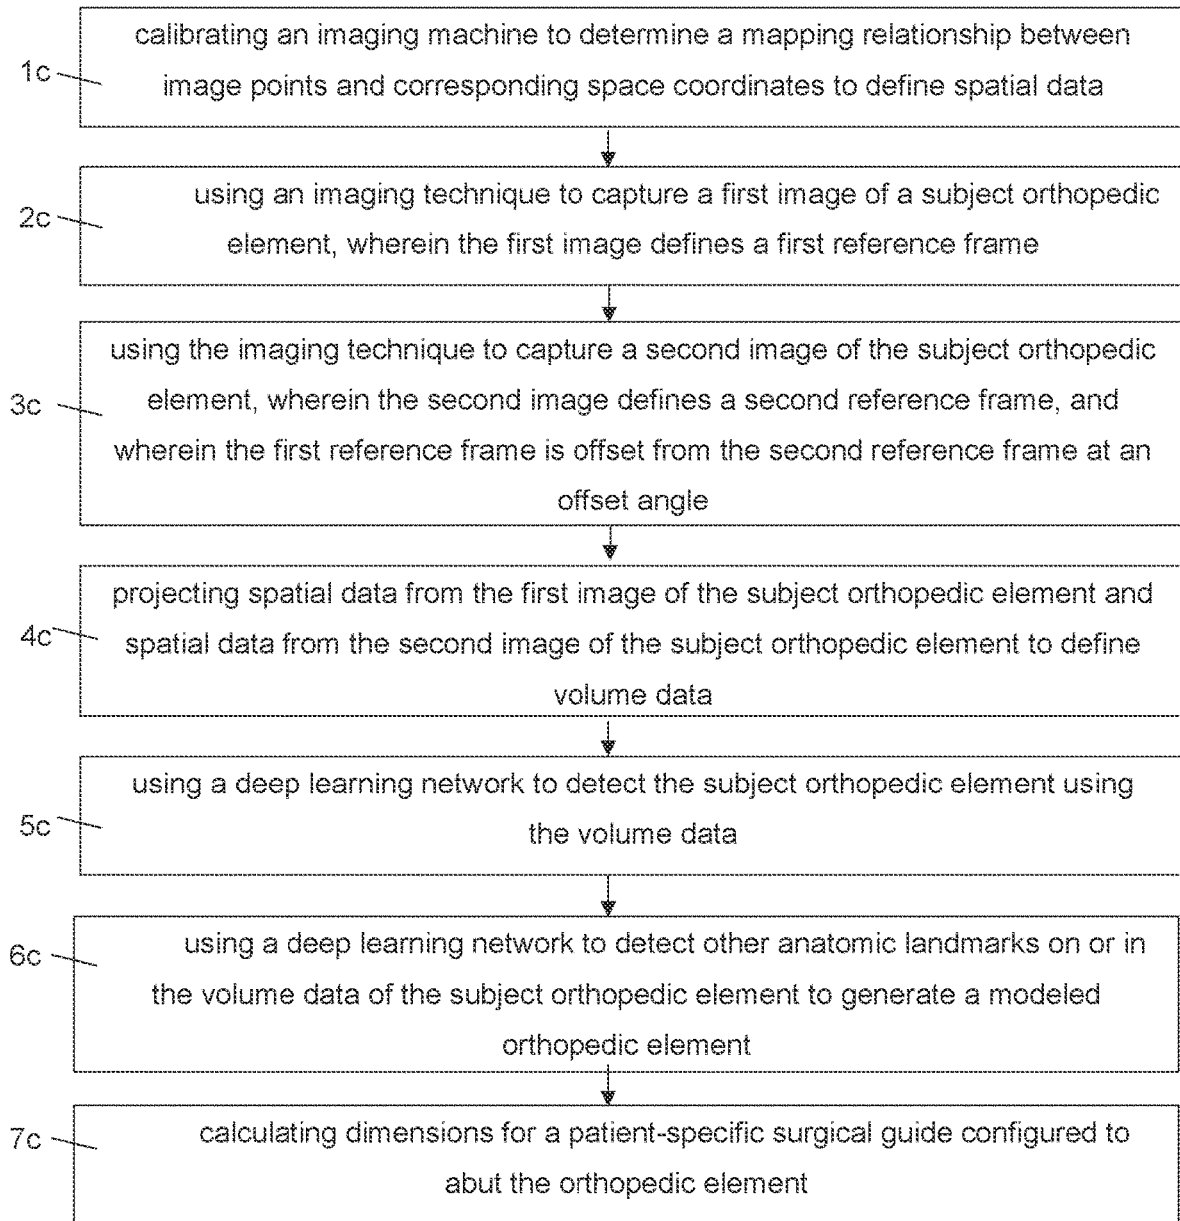 calibrating an imaging machine to determine a mapping relationship between
1c
image points and corresponding space coordinates to define spatial data
using an imaging technique to capture a first image of a subject orthopedic
2c
element, wherein the first image defines a first reference frame
using the imaging technique to capture a second image of the subject orthopedic
3c
element, wherein the second image defines a second reference frame, and
wherein the first reference frame is offset from the second reference frame at an
offset angle
projecting spatial data from the first image of the subject orthopedic element and
4c
spatial data from the second image of the subject orthopedic element to define
volume data
using a deep learning network to detect the subject orthopedic element using
5c
the volume data
using a deep learning network to detect other anatomic landmarks on or in
6c
the volume data of the subject orthopedic element to generate a modeled
orthopedic element
7c
calculating dimensions for a patient-specific surgical guide configured to
abut the orthopedic element